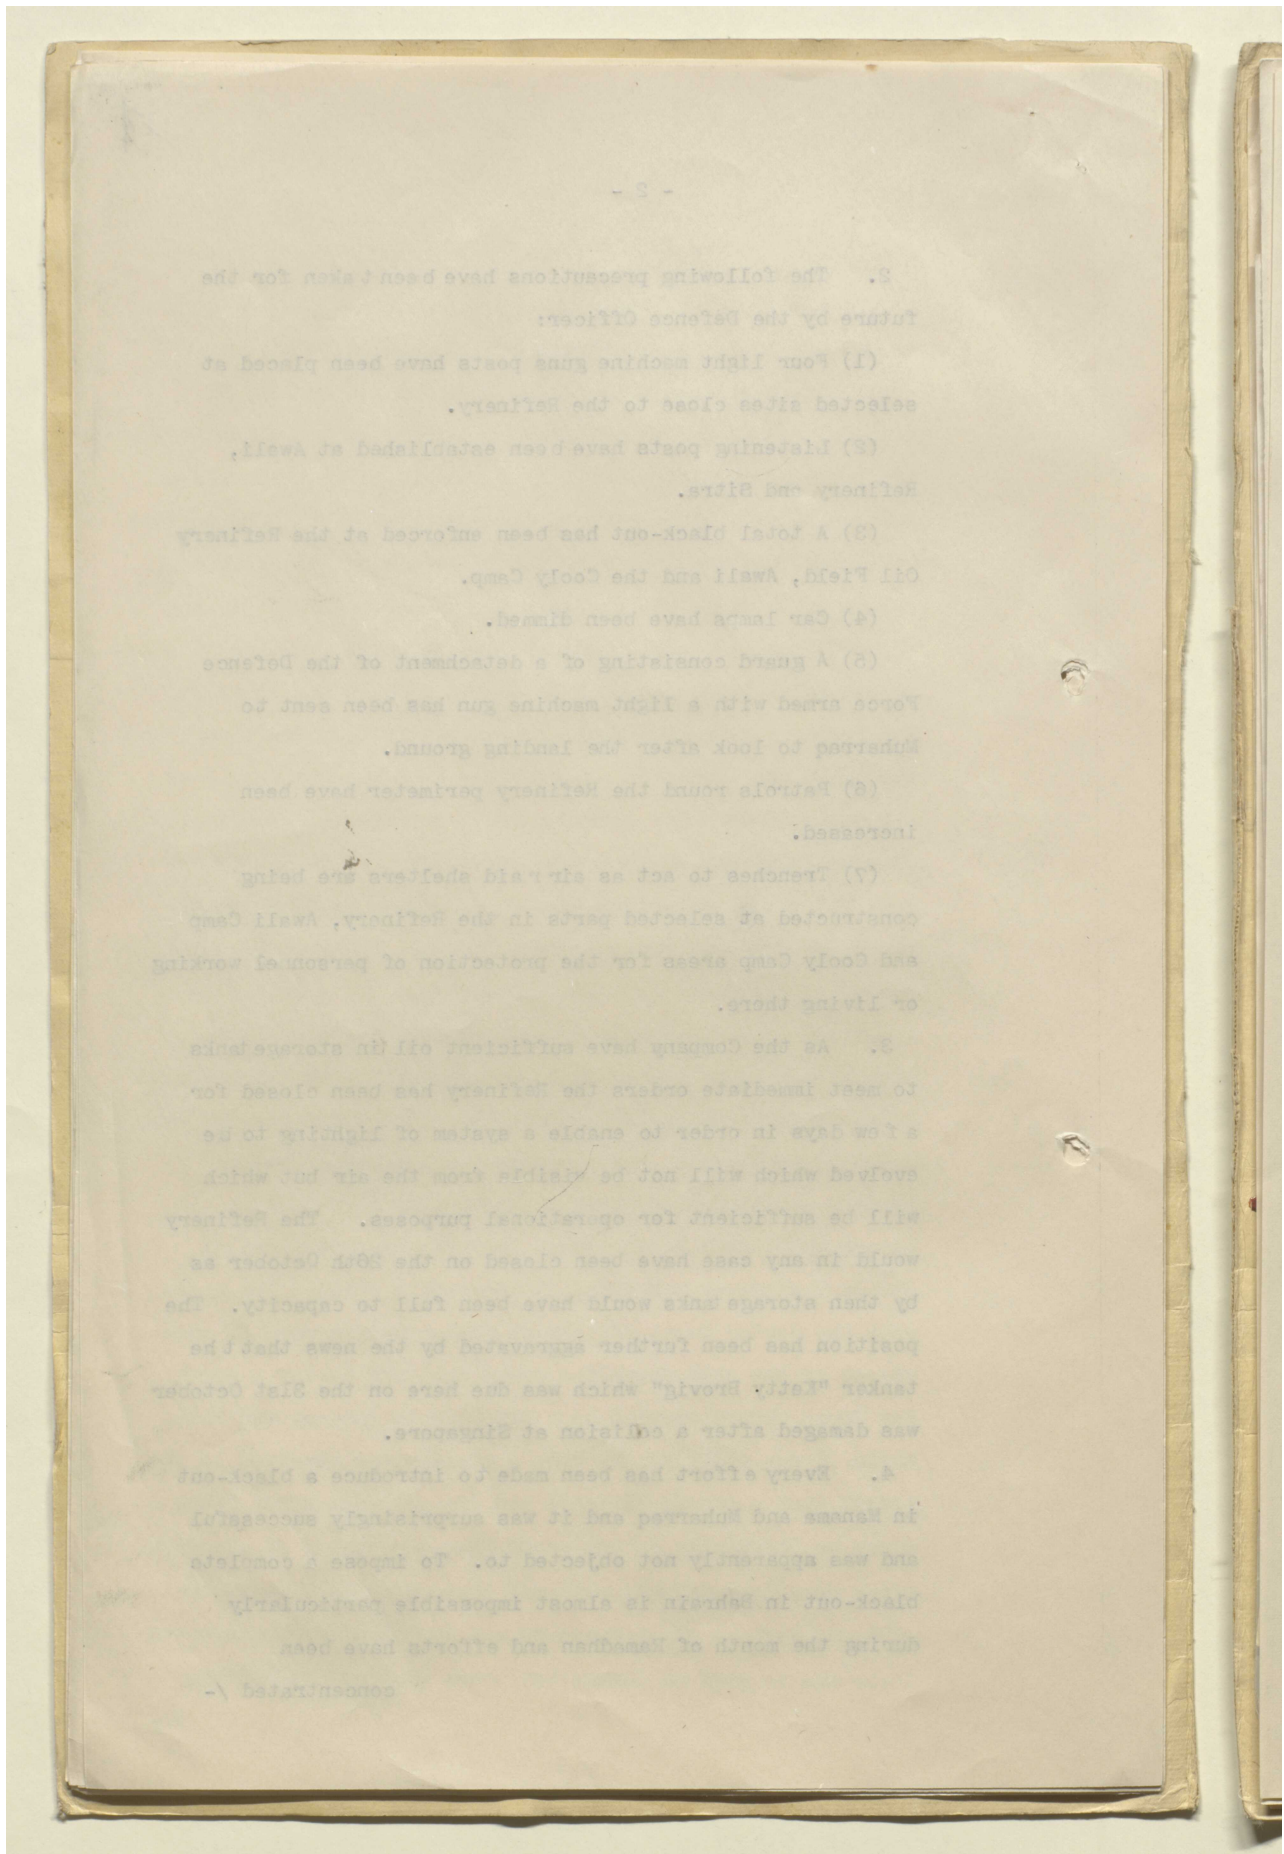 - 2 -
2. The following precautions have been taken for the
future by the Defence Officer:
(1) Four light machine guns posts have been placed at
selected sites close to the Refinery.
(2) Listening posts have been established at Awali,
Refinery and Sitra.
(3) A total black-out has been enforced at the Refinery
Oil Field, Awali and the Cooly Camp.
(4) Car lamps have been dimmed.
(5) A guard consisting of a detachment of the Defence
Force armed with a light machine gun has been sent to
Muharraq to look after the landing ground.
(6) Patrols round the Refinery perimeter have been
increased.
(7) Trenches to act as air raid shelters are being
constructed at selected parts in the Refinery, Awali Camp
and Cooly Camp areas for the protection of personnel working
or living there.
3. As the Company have sufficient oil in storage tanks
to meet immediate orders the Refinery has been closed for
a few days in order to enable a system of lighting to be
evolved which will not be visible from the air but which
will be sufficient for operational purposes. The Refinery
would in any case have been closed on the 26th October as
by then storage tanks would have been full to capacity. The
position has been further aggravated by the news that the
tanker "Ketty Brovig" which was due here on the 31st October
was damaged after a collision at Singapore.
4. Every effort has been made to introduce a black-out
in Manama and Muharraq and it was surprisingly successful
and was apparently not objected to. To impose a complete
black-out in Bahrain is almost impossible particularly
during the month of Ramadhan and efforts have been
concentrated /-